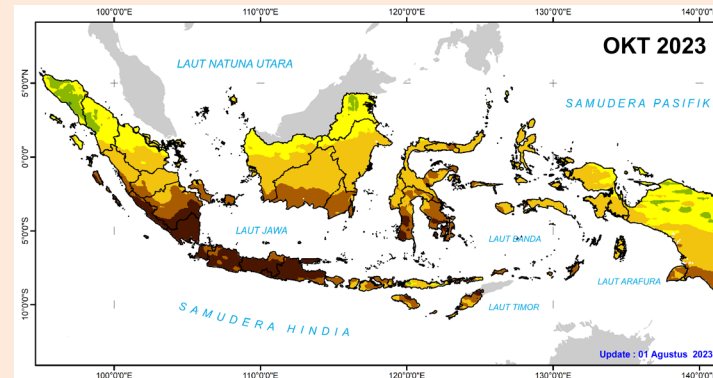 100°0'0"E 110°0'0"E 120°0'0"E 130°0'0"E 140°0'0"E
OKT 2023
LAUT NATUNA UTARA
5°0'0"N
SAMUDERA PASIFIK
0°0'0"
LAUT JAWA
LAUT BANDA
5°0'0"S
LAUT ARAFURA
10°0'0"S
SAMUDERA HINDIA
LAUT TIMOR
Update : 01 Agustus 2023
100°0'0"E 110°0'0"E 120°0'0"E 130°0'0"E 140°0'0"E